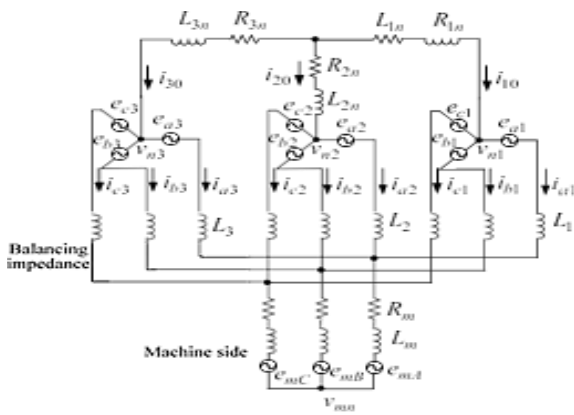 L3n R3n L1n R1n
R2n
i30 i20 i10
L2n
ec3 ec2 ec1
ea3 ea2 ea1
eb3 eb2 eb1
vn3 vn2 vn1
ic3 ib3 ia3 ic2 ib2 ia2 ic1 ib1 ia1
L3 L2 L1
Balancing
impedance
Rm
Lm
Machine side
emC emB emA
vmn